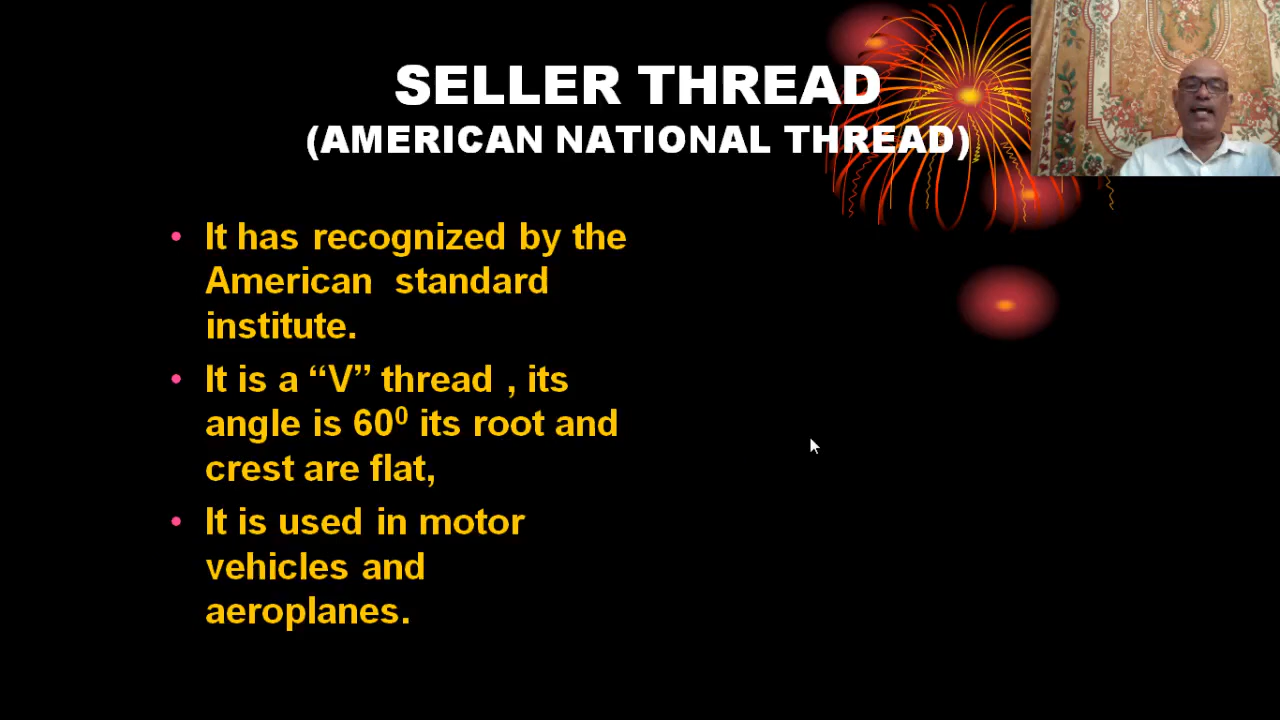 SELLER THREAD
(AMERICAN NATIONAL THREAD)
• It has recognized by the
American standard
institute.
• It is a “V” thread , its
angle is 60⁰ its root and
crest are flat,
• It is used in motor
vehicles and
aeroplanes.